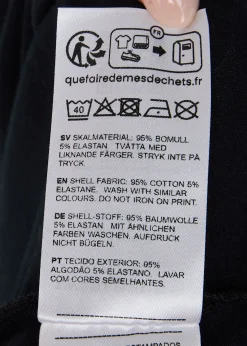 FR
quefairedemesdechets.fr
40
SV SKALMATERIAL: 95% BOMULL
5% ELASTAN. TVÄTTA MED
LIKNANDE FÄRGER. STRYK INTE PÅ
TRYCK.
EN SHELL FABRIC: 95% COTTON 5%
ELASTANE. WASH WITH SIMILAR
COLOURS. DO NOT IRON ON PRINT.
DE SHELL-STOFF: 95% BAUMWOLLE
5% ELASTAN. MIT ÄHNLICHEN
FARBEN WASCHEN. AUFDRUCK
NICHT BÜGELN.
PT TECIDO EXTERIOR: 95%
ALGODÃO 5% ELASTANO. LAVAR
COM CORES SEMELHANTES.